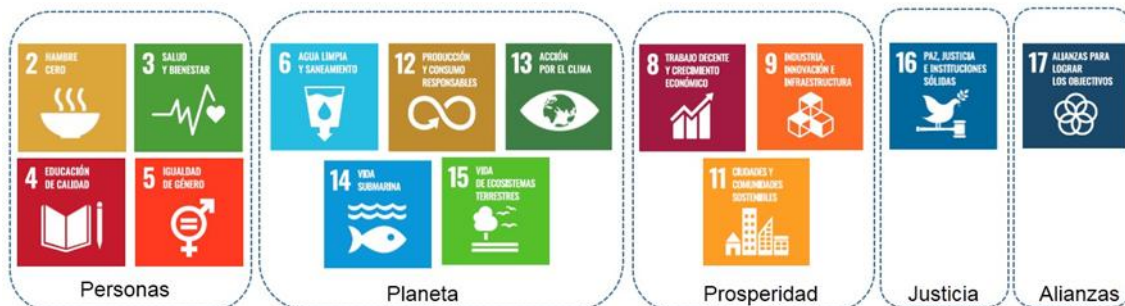 2 HAMBRE
CERO
3 SALUD
Y BIENESTAR
4 EDUCACIÓN
DE CALIDAD
5 IGUALDAD
DE GÉNERO
Personas
6 AGUA LIMPIA
Y SANEAMIENTO
12 PRODUCCIÓN
Y CONSUMO
RESPONSABLES
13 ACCIÓN
POR EL CLIMA
14 VIDA
SUBMARINA
15 VIDA
DE ECOSISTEMAS
TERRESTRES
Planeta
8 TRABAJO DECENTE
Y CRECIMIENTO
ECONÓMICO
9 INDUSTRIA,
INNOVACIÓN E
INFRAESTRUCTURA
11 CIUDADES Y
COMUNIDADES
SOSTENIBLES
Prosperidad
16 PAZ, JUSTICIA
E INSTITUCIONES
SÓLIDAS
Justicia
17 ALIANZAS PARA
LOGRAR
LOS OBJECTIVOS
Alianzas